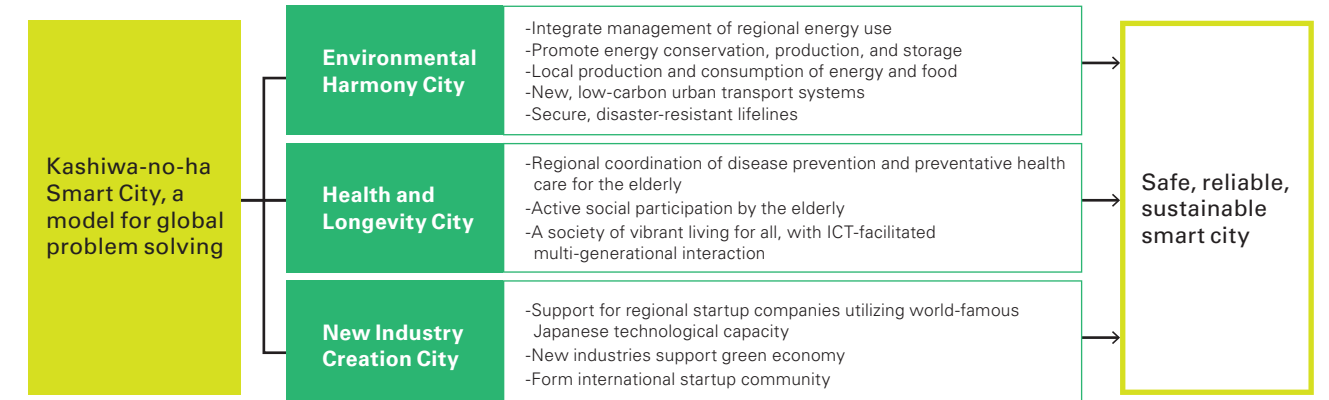 Kashiwa-no-ha
Smart City, a
model for global
problem solving
Environmental
Harmony City
-Integrate management of regional energy use
-Promote energy conservation, production, and storage
-Local production and consumption of energy and food
-New, low-carbon urban transport systems
-Secure, disaster-resistant lifelines
Health and
Longevity City
-Regional coordination of disease prevention and preventative health
care for the elderly
-Active social participation by the elderly
-A society of vibrant living for all, with ICT-facilitated
multi-generational interaction
New Industry
Creation City
-Support for regional startup companies utilizing world-famous
Japanese technological capacity
-New industries support green economy
-Form international startup community
Safe, reliable,
sustainable
smart city